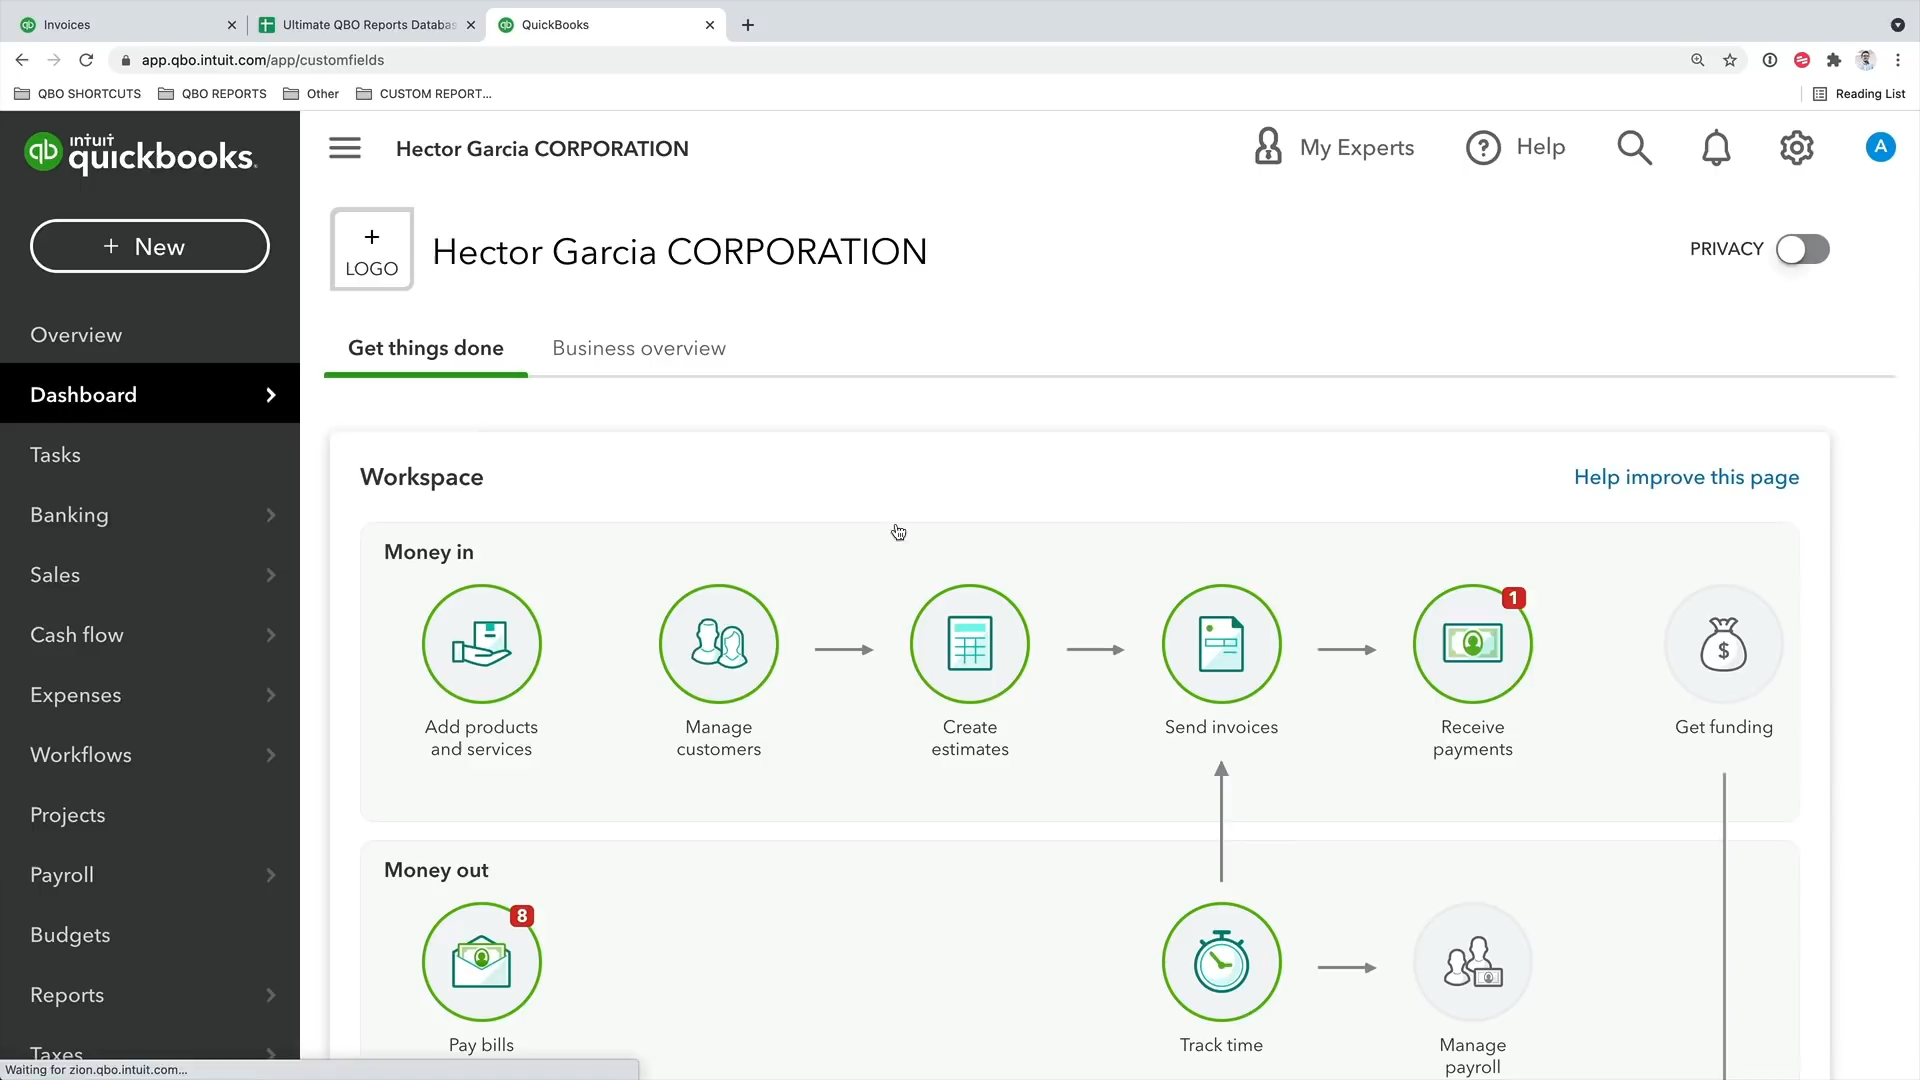 Invoices
Ultimate QBO Reports Databas
QuickBooks
app.qbo.intuit.com/app/customfields
QBO SHORTCUTS
QBO REPORTS
Other
CUSTOM REPORT...
Reading List
qb
ıntuıt
quickbooks.
Hector Garcia CORPORATION
My Experts
? Help
A
+ New
+
LOGO
Hector Garcia CORPORATION
PRIVACY
Overview
Get things done
Business overview
Dashboard
Tasks
Workspace
Help improve this page
Banking
Money in
Sales
1
Cash flow
$
Expenses
Add products
and services
Manage
customers
Create
estimates
Send invoices
Receive
payments
Get funding
Workflows
Projects
Payroll
Money out
8
Budgets
Reports
Pay bills
Track time
Manage
payroll
Taxes
Waiting for zion.qbo.intuit.com...